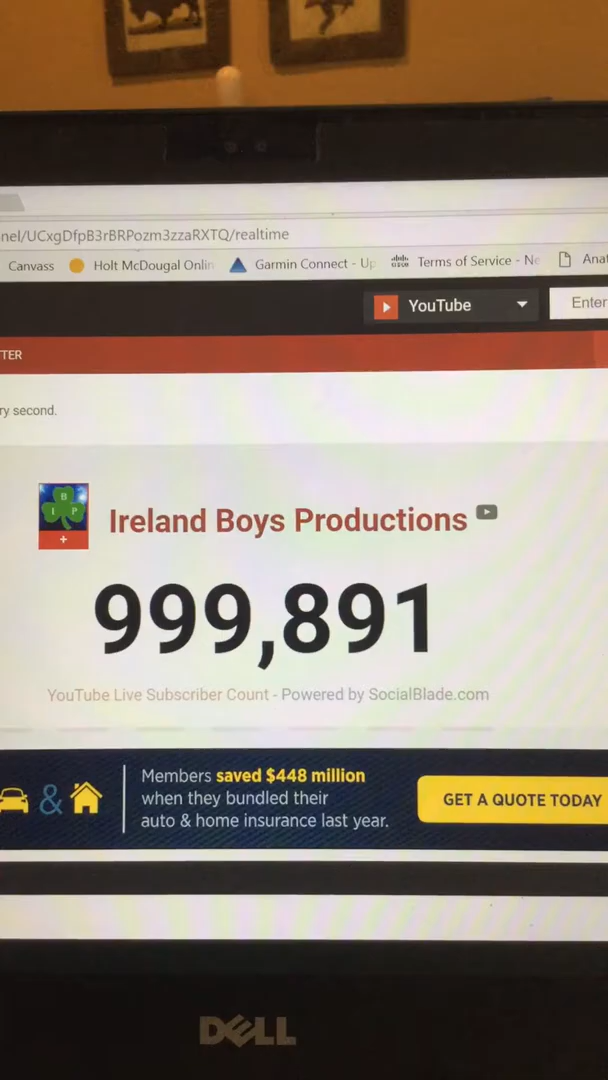 nel/UCxgDfpB3rBRPozm3zzaRXTQ/realtime
Canvass Holt McDougal Onlin Garmin Connect - Up cisco Terms of Service - Ne Anat
YouTube Enter
TTER
ry second.
B
I P
+
Ireland Boys Productions
999,891
YouTube Live Subscriber Count - Powered by SocialBlade.com
& Members saved $448 million
when they bundled their
auto & home insurance last year.
GET A QUOTE TODAY
DELL